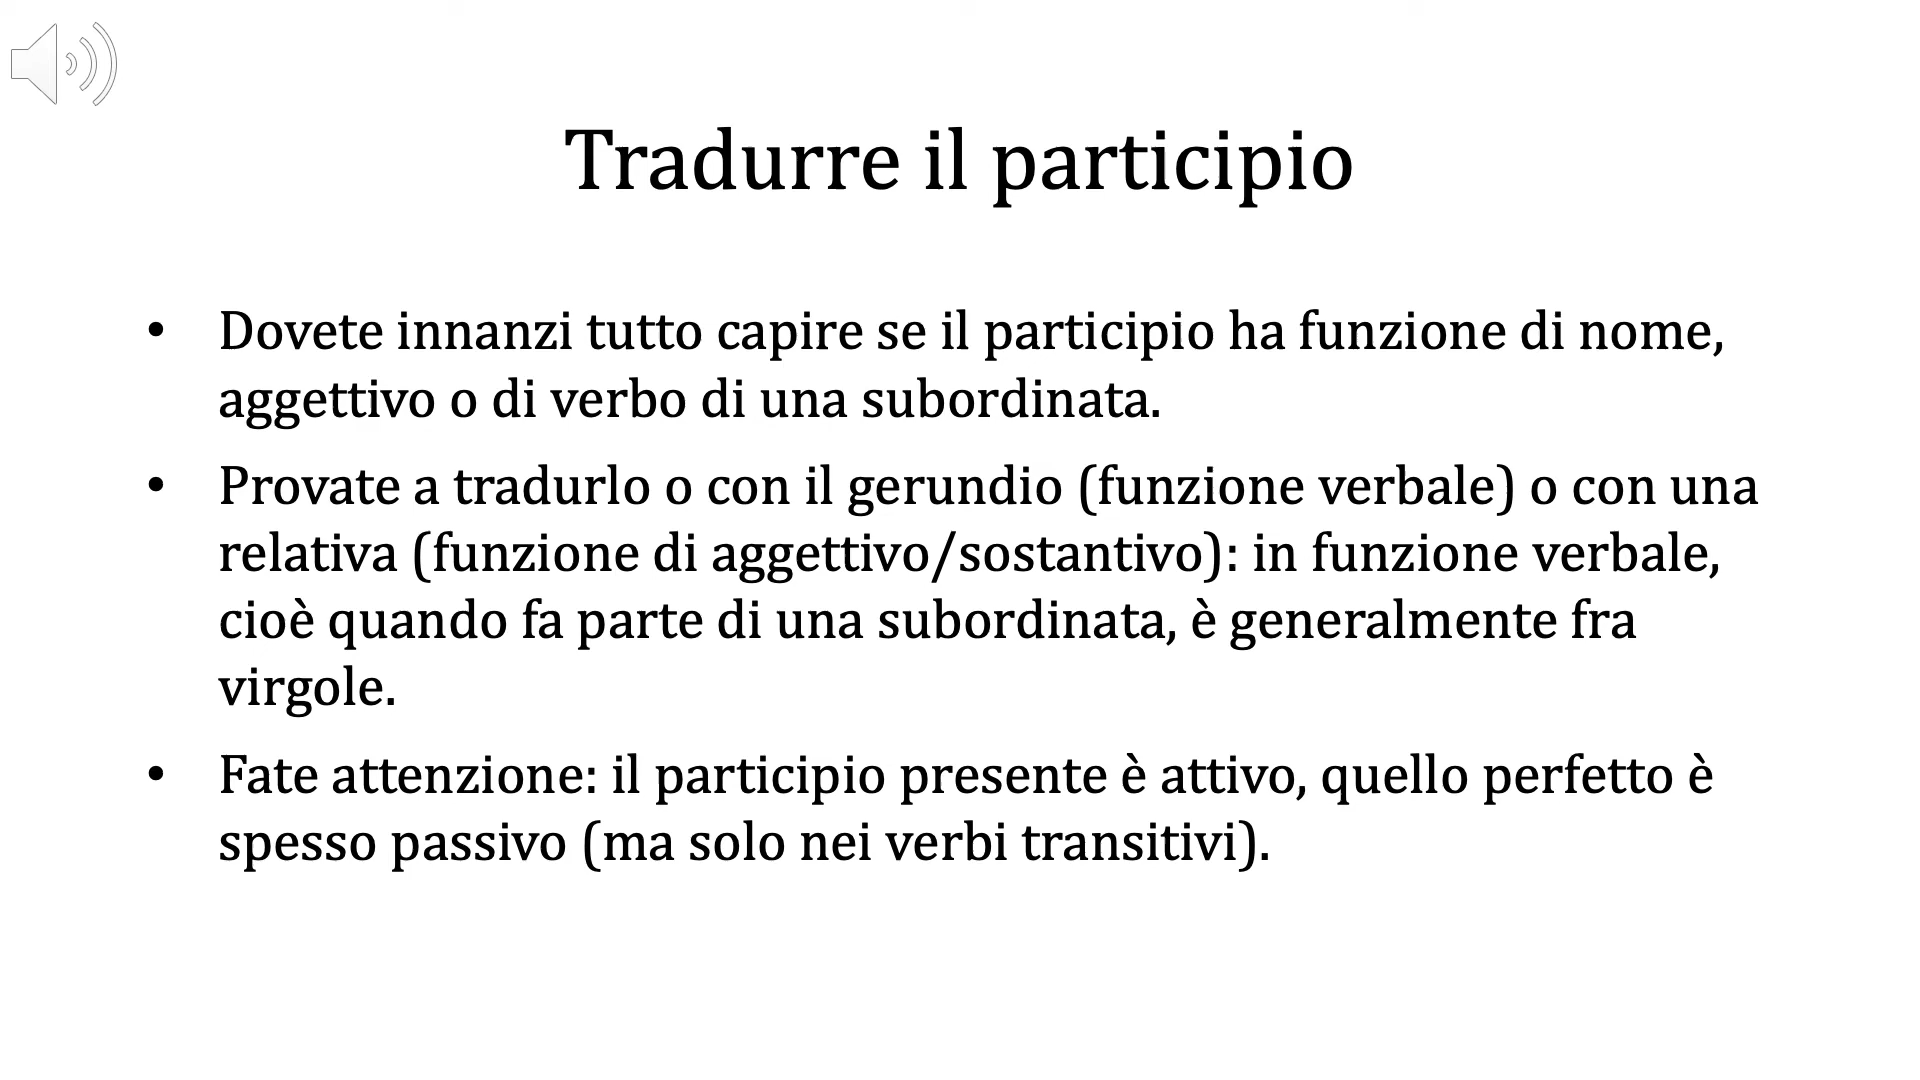 Tradurre il participio
• Dovete innanzi tutto capire se il participio ha funzione di nome,
aggettivo o di verbo di una subordinata.
• Provate a tradurlo o con il gerundio (funzione verbale) o con una
relativa (funzione di aggettivo/sostantivo): in funzione verbale,
cioè quando fa parte di una subordinata, è generalmente fra
virgole.
• Fate attenzione: il participio presente è attivo, quello perfetto è
spesso passivo (ma solo nei verbi transitivi).